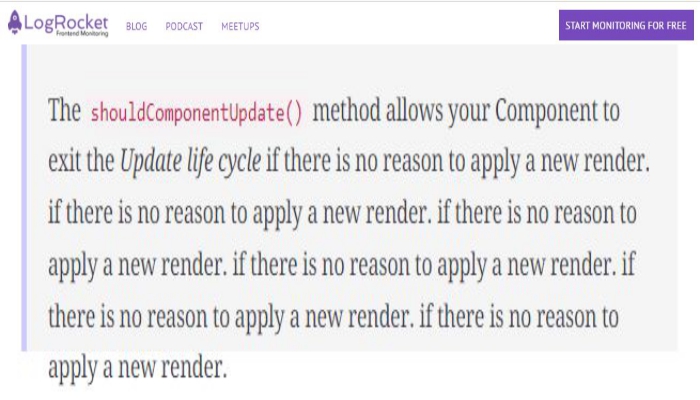 LogRocket
Frontend Monitoring
BLOG PODCAST MEETUPS
START MONITORING FOR FREE
The shouldComponentUpdate() method allows your Component to
exit the Update life cycle if there is no reason to apply a new render.
if there is no reason to apply a new render. if there is no reason to
apply a new render. if there is no reason to apply a new render. if
there is no reason to apply a new render. if there is no reason to
apply a new render.